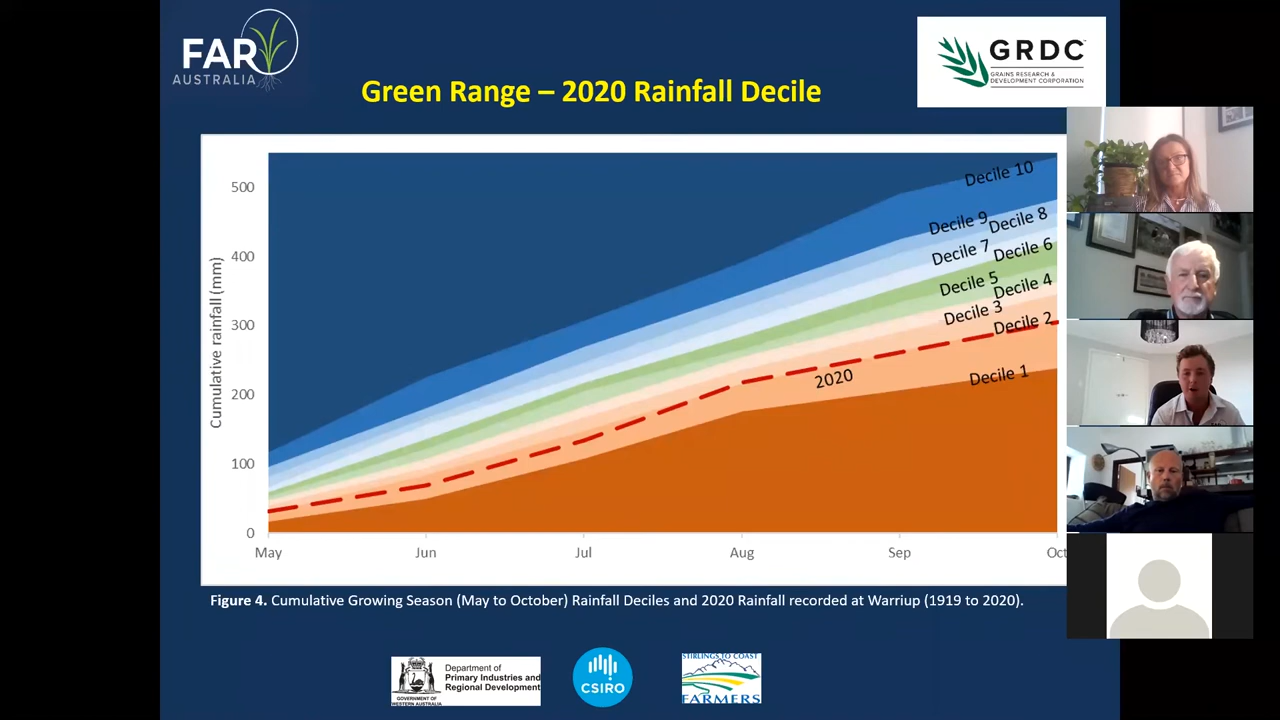 FAR
AUSTRALIA
GRDC™
GRAINS RESEARCH &
DEVELOPMENT CORPORATION
Green Range – 2020 Rainfall Decile
Cumulative rainfall (mm)
500
400
300
200
100
0
Decile 10
Decile 9
Decile 8
Decile 7
Decile 6
Decile 5
Decile 4
Decile 3
Decile 2
Decile 1
2020
May
Jun
Jul
Aug
Sep
Oct
Figure 4. Cumulative Growing Season (May to October) Rainfall Deciles and 2020 Rainfall recorded at Warriup (1919 to 2020).
GOVERNMENT OF
WESTERN AUSTRALIA
Department of
Primary Industries and
Regional Development
CSIRO
STIRLINGS TO COAST
FARMERS